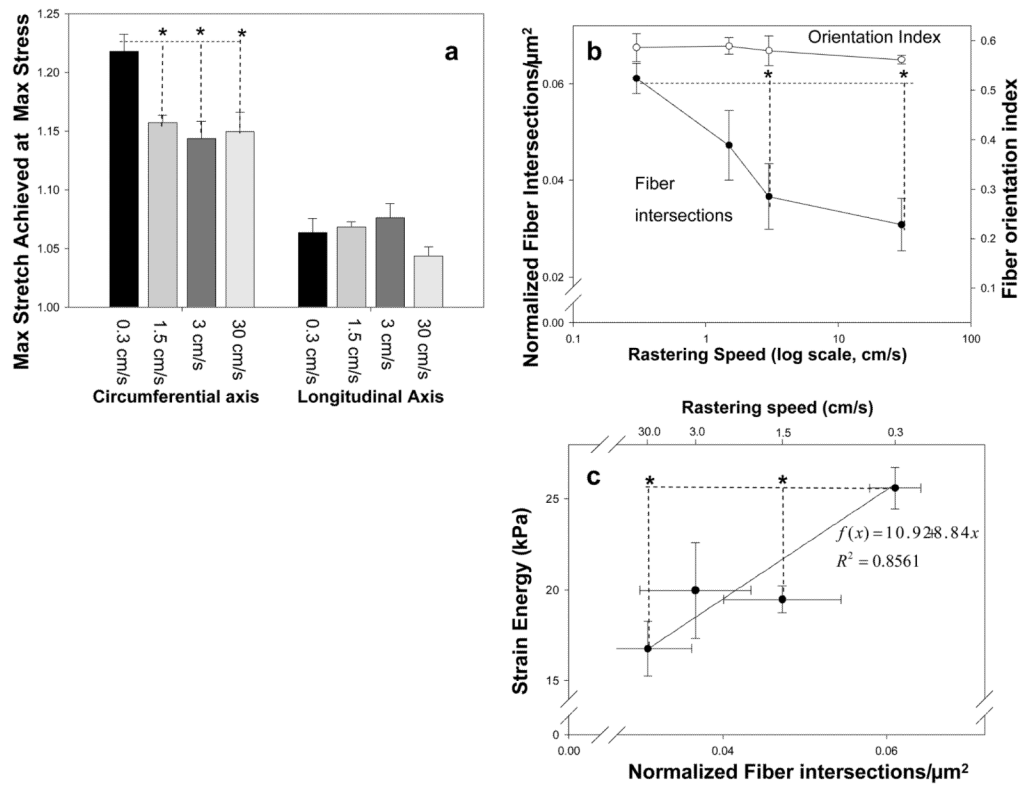 Max Stretch Achieved at Max Stress
1.25
1.20
1.15
1.10
1.05
1.00
a
* * *
0.3 cm/s
1.5 cm/s
3 cm/s
30 cm/s
0.3 cm/s
1.5 cm/s
3 cm/s
30 cm/s
Circumferential axis
Longitudinal Axis
Normalized Fiber Intersections/µm²
0.06
0.04
0.02
0.00
b
Orientation Index
* *
Fiber
intersections
0.6
0.5
0.4
0.3
0.2
0.1
Fiber orientation index
0.1 1 10 100
Rastering Speed (log scale, cm/s)
Rastering speed (cm/s)
30.0 3.0 1.5 0.3
c
* *
Strain Energy (kPa)
25
20
15
0
R² = 0.8561
0.00 0.04 0.06
Normalized Fiber intersections/µm²